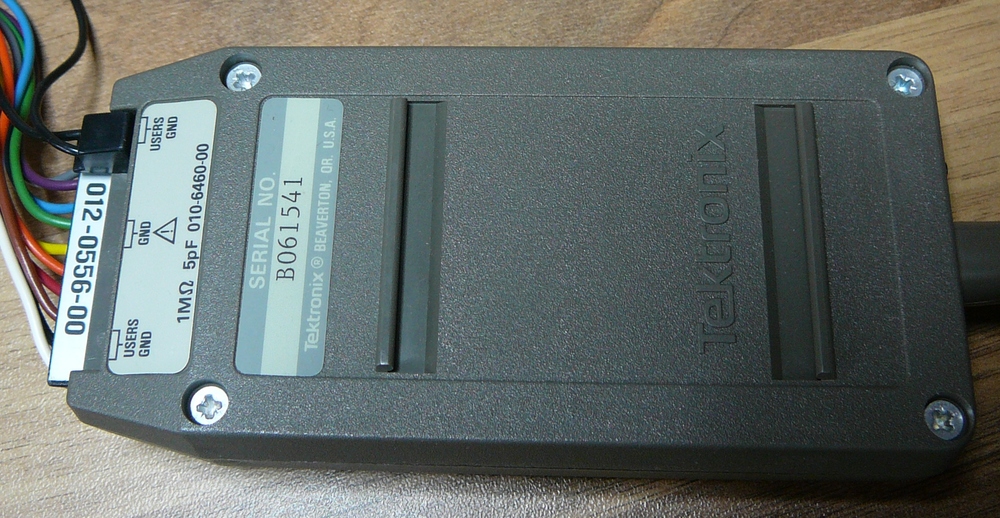 012-0556-00
USERS
GND
GND
USERS
GND
1MΩ 5pF 010-6460-00
SERIAL NO.
B061541
Tektronix® BEAVERTON, OR. U.S.A.
Tektronix